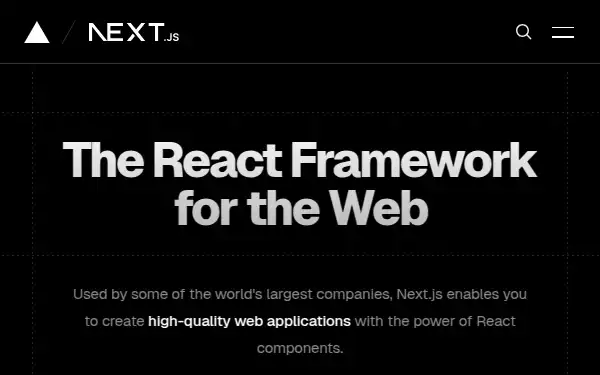 NEXT.JS
The React Framework
for the Web
Used by some of the world's largest companies, Next.js enables you
to create high-quality web applications with the power of React
components.